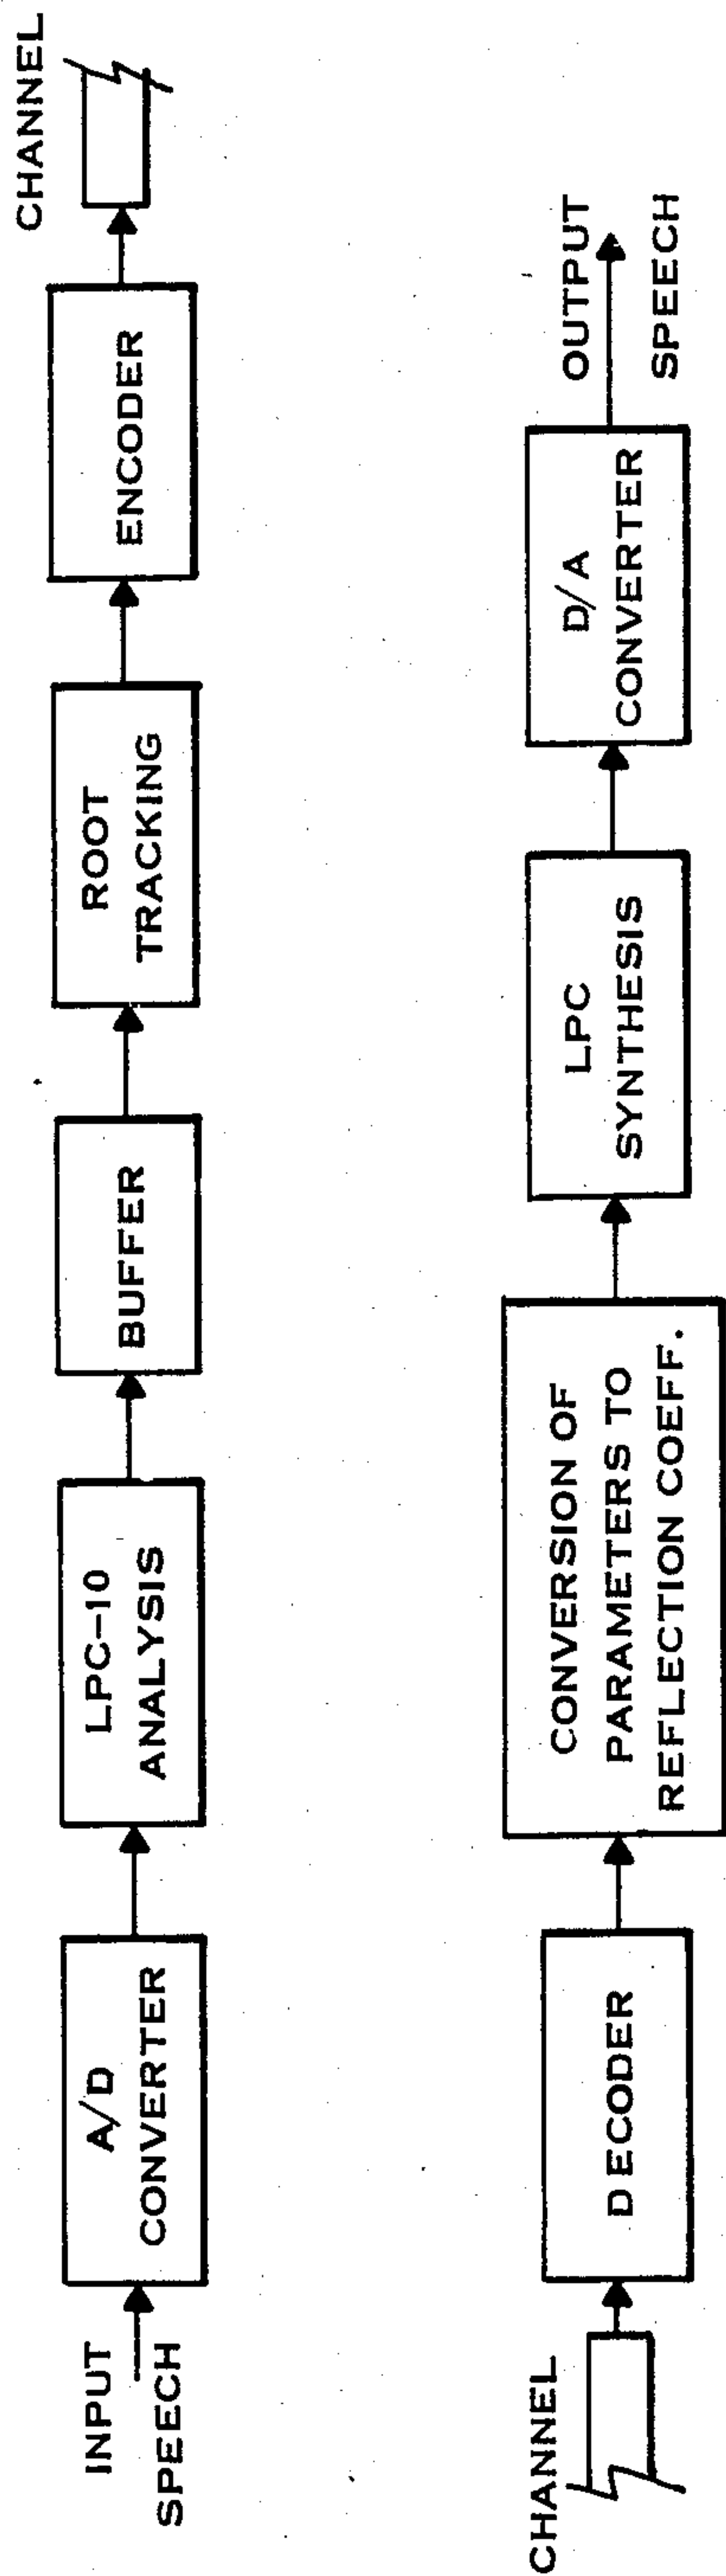 INPUT
SPEECH
A/D
CONVERTER
LPC-10
ANALYSIS
BUFFER
ROOT
TRACKING
ENCODER
CHANNEL
CHANNEL
DECODER
CONVERSION OF
PARAMETERS TO
REFLECTION COEFF.
LPC
SYNTHESIS
D/A
CONVERTER
OUTPUT
SPEECH